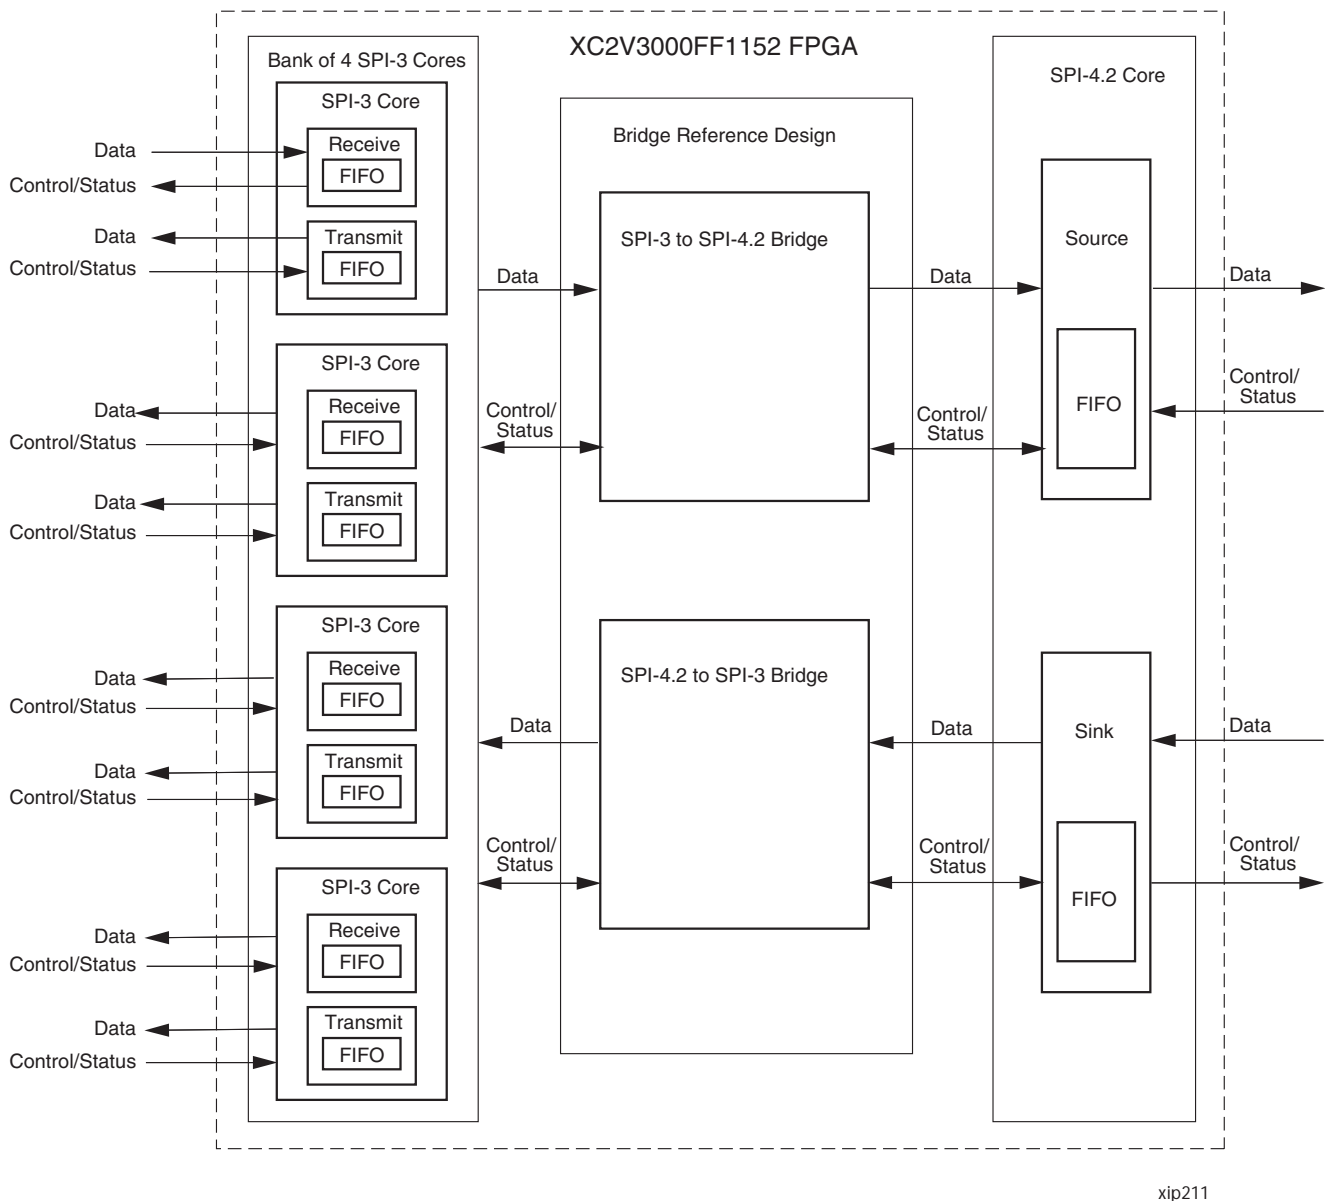 XC2V3000FF1152 FPGA
Bank of 4 SPI-3 Cores
SPI-3 Core
Receive
FIFO
Transmit
FIFO
Data
Control/Status
Data
Control/Status
SPI-3 Core
Receive
FIFO
Transmit
FIFO
Data
Control/Status
Data
Control/Status
SPI-3 Core
Receive
FIFO
Transmit
FIFO
Data
Control/Status
Data
Control/Status
SPI-3 Core
Receive
FIFO
Transmit
FIFO
Data
Control/Status
Data
Control/Status
Data
Control/
Status
Data
Control/
Status
Bridge Reference Design
SPI-3 to SPI-4.2 Bridge
SPI-4.2 to SPI-3 Bridge
Data
Control/
Status
Data
Control/
Status
SPI-4.2 Core
Source
FIFO
Sink
FIFO
Data
Control/
Status
Data
Control/
Status
xip211